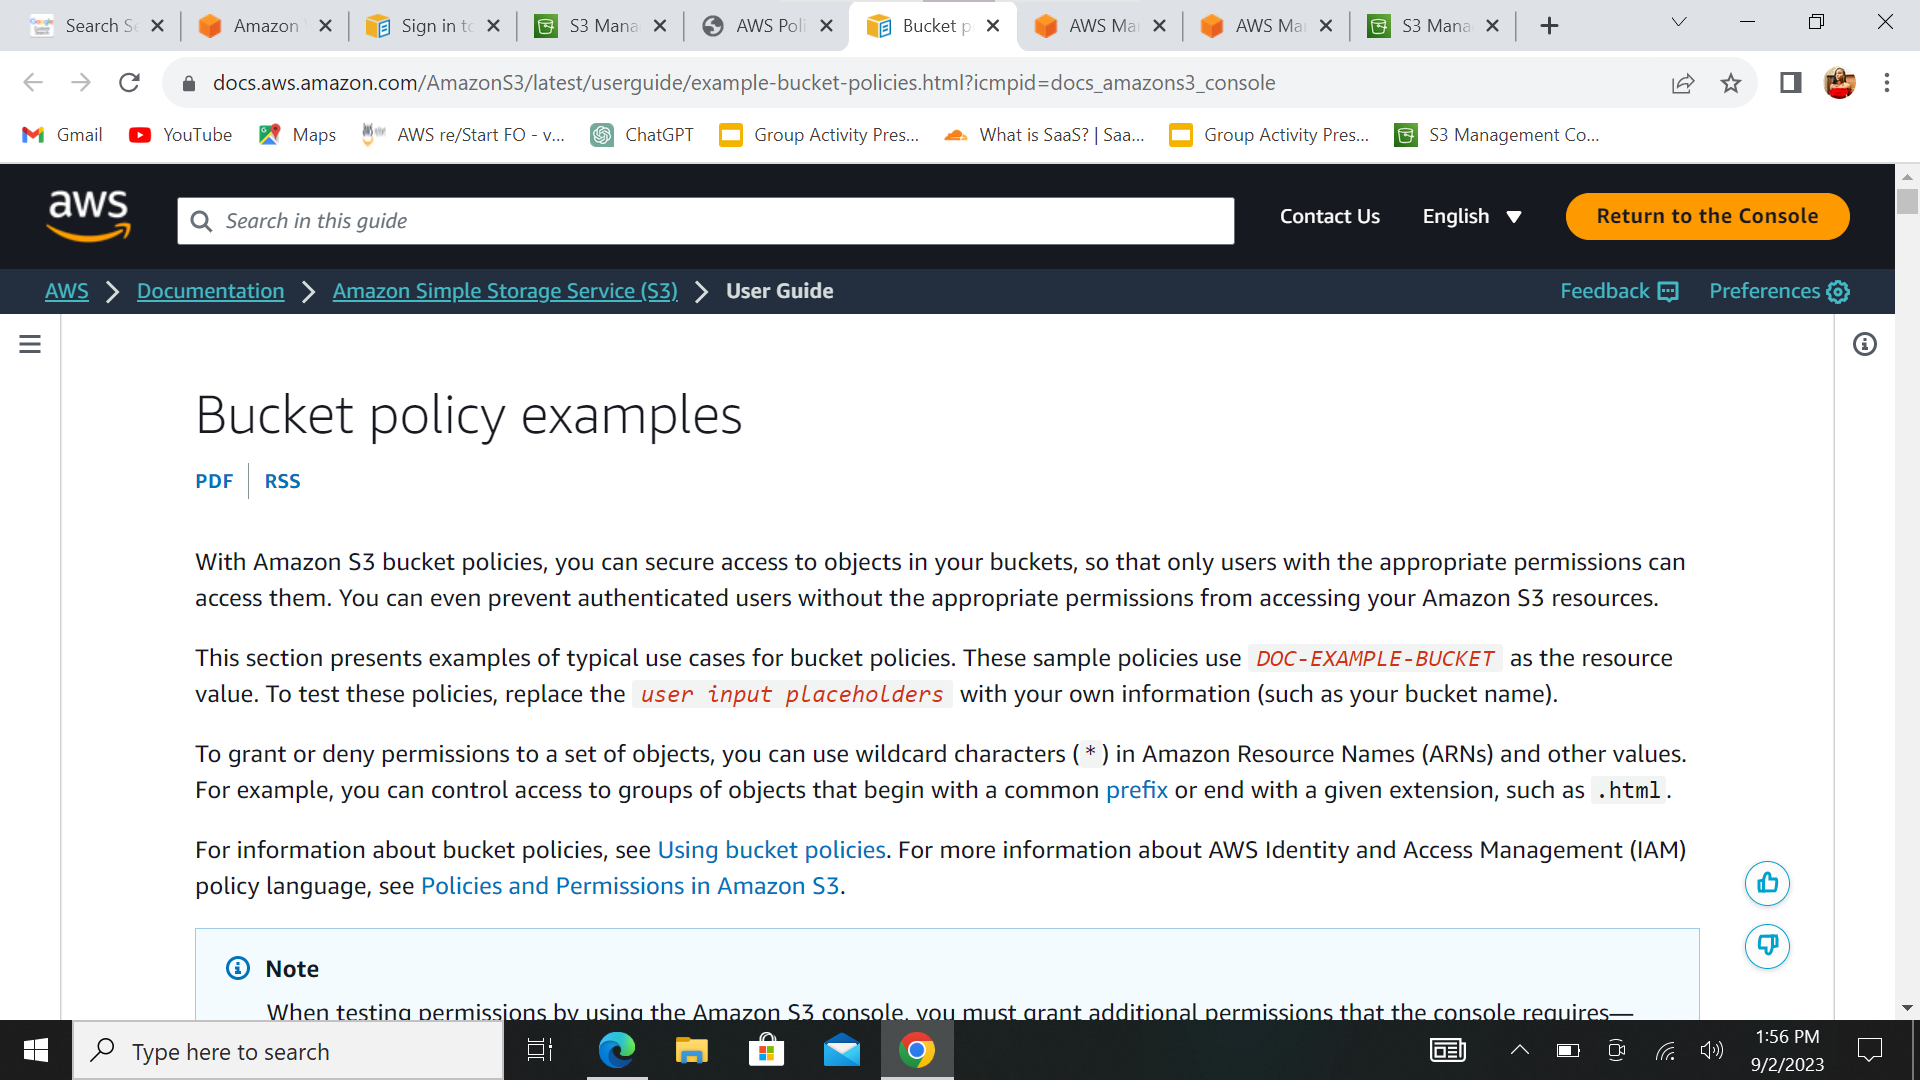 Search Se
Amazon
Sign in to
S3 Mana
AWS Poli
Bucket p
AWS Ma
AWS Ma
S3 Mana
docs.aws.amazon.com/AmazonS3/latest/userguide/example-bucket-policies.html?icmpid=docs_amazons3_console
Gmail
YouTube
Maps
AWS re/Start FO - v...
ChatGPT
Group Activity Pres...
What is SaaS? | Saa...
Group Activity Pres...
S3 Management Co...
aws
Search in this guide
Contact Us
English
Return to the Console
AWS
Documentation
Amazon Simple Storage Service (S3)
User Guide
Feedback
Preferences
Bucket policy examples
PDF
RSS
With Amazon S3 bucket policies, you can secure access to objects in your buckets, so that only users with the appropriate permissions can
access them. You can even prevent authenticated users without the appropriate permissions from accessing your Amazon S3 resources.
This section presents examples of typical use cases for bucket policies. These sample policies use DOC-EXAMPLE-BUCKET as the resource
value. To test these policies, replace the user input placeholders with your own information (such as your bucket name).
To grant or deny permissions to a set of objects, you can use wildcard characters (*) in Amazon Resource Names (ARNs) and other values.
For example, you can control access to groups of objects that begin with a common prefix or end with a given extension, such as .html.
For information about bucket policies, see Using bucket policies. For more information about AWS Identity and Access Management (IAM)
policy language, see Policies and Permissions in Amazon S3.
Note
When testing permissions by using the Amazon S3 console, you must grant additional permissions that the console requires—
Type here to search
1:56 PM
9/2/2023